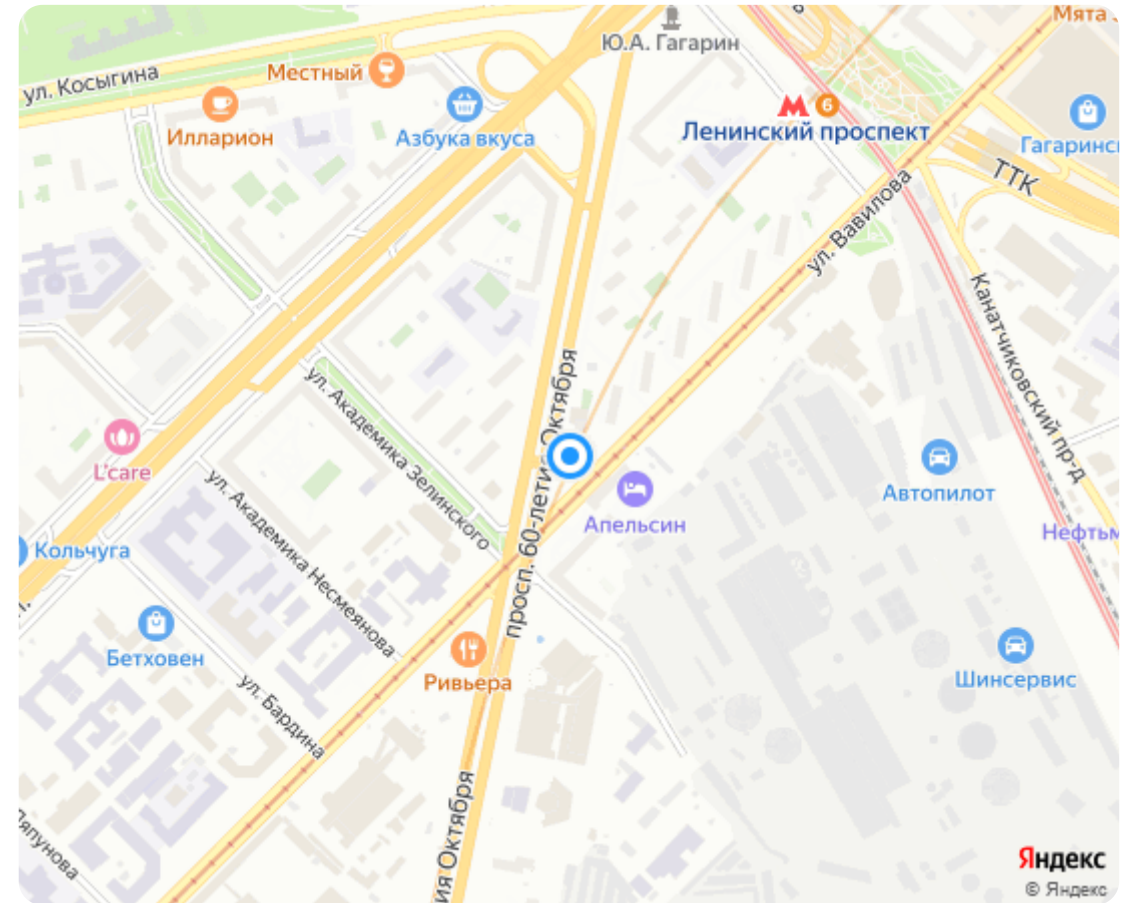 Мята
Ю.А. Гагарин
ул. Косыгина
Местный
6
Илларион
Азбука вкуса
Ленинский проспект
Гагаринс
ТТК
ул. Вавилова
Канатчиковский пр-д
просп. 60-летия Октября
ул. Академика Зелинского
L'care
Автопилот
Апельсин
ул. Академика Несмеянова
Кольчуга
Нефтьм
Бетховен
Ривьера
Шинсервис
ул. Бардина
ия Октября
Ляпунова
Яндекс
© Яндекс